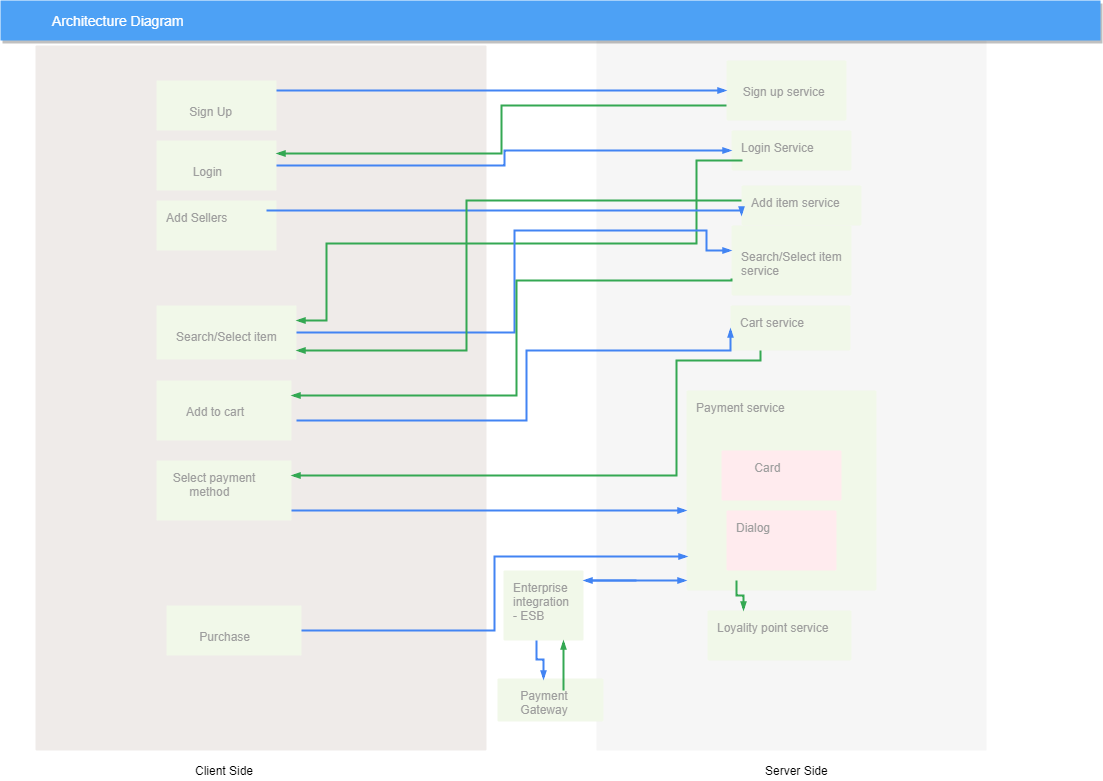 Architecture Diagram
Sign Up
Login
Add Sellers
Search/Select item
Add to cart
Select payment
method
Purchase
Enterprise
integration
- ESB
Payment
Gateway
Sign up service
Login Service
Add item service
Search/Select item
service
Cart service
Payment service
Card
Dialog
Loyality point service
Client Side
Server Side